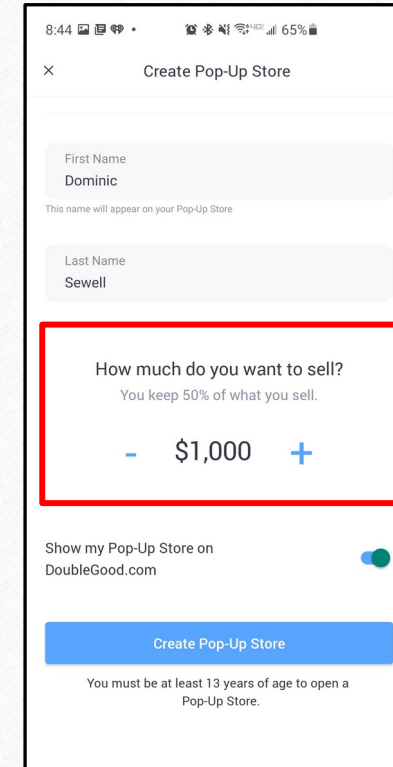 8:44 65%
× Create Pop-Up Store
First Name
Dominic
This name will appear on your Pop-Up Store
Last Name
Sewell
How much do you want to sell?
You keep 50% of what you sell.
- $1,000 +
Show my Pop-Up Store on
DoubleGood.com
Create Pop-Up Store
You must be at least 13 years of age to open a
Pop-Up Store.